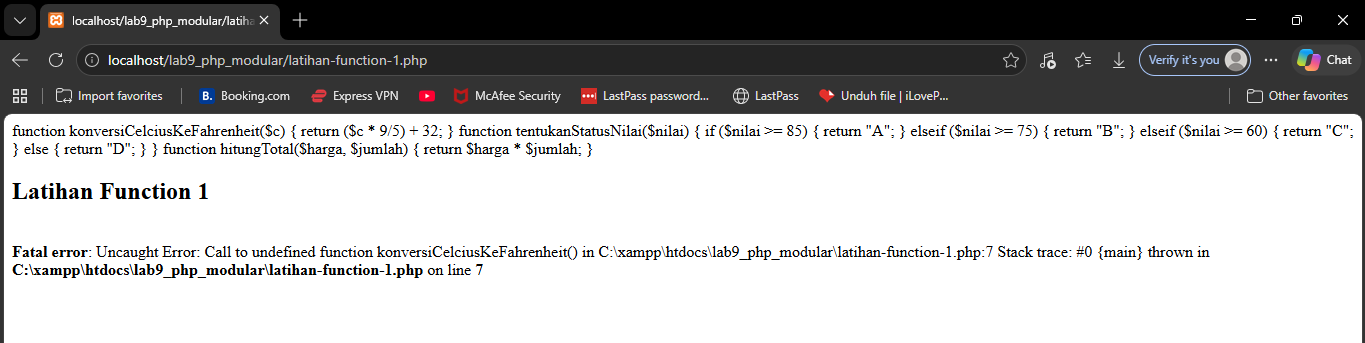 localhost/lab9_php_modular/latiha
localhost/lab9_php_modular/latihan-function-1.php
Verify it's you
Chat
Import favorites
B. Booking.com
Express VPN
McAfee Security
LastPass password...
LastPass
Unduh file | iLoveP...
Other favorites
function konversiCelciusKeFahrenheit($c) { return ($c * 9/5) + 32; } function tentukanStatusNilai($nilai) { if ($nilai >= 85) { return "A"; } elseif ($nilai >= 75) { return "B"; } elseif ($nilai >= 60) { return "C";
} else { return "D"; } } function hitungTotal($harga, $jumlah) { return $harga * $jumlah; }
Latihan Function 1
Fatal error: Uncaught Error: Call to undefined function konversiCelciusKeFahrenheit() in C:\xampp\htdocs\lab9_php_modular\latihan-function-1.php:7 Stack trace: #0 {main} thrown in
C:\xampp\htdocs\lab9_php_modular\latihan-function-1.php on line 7